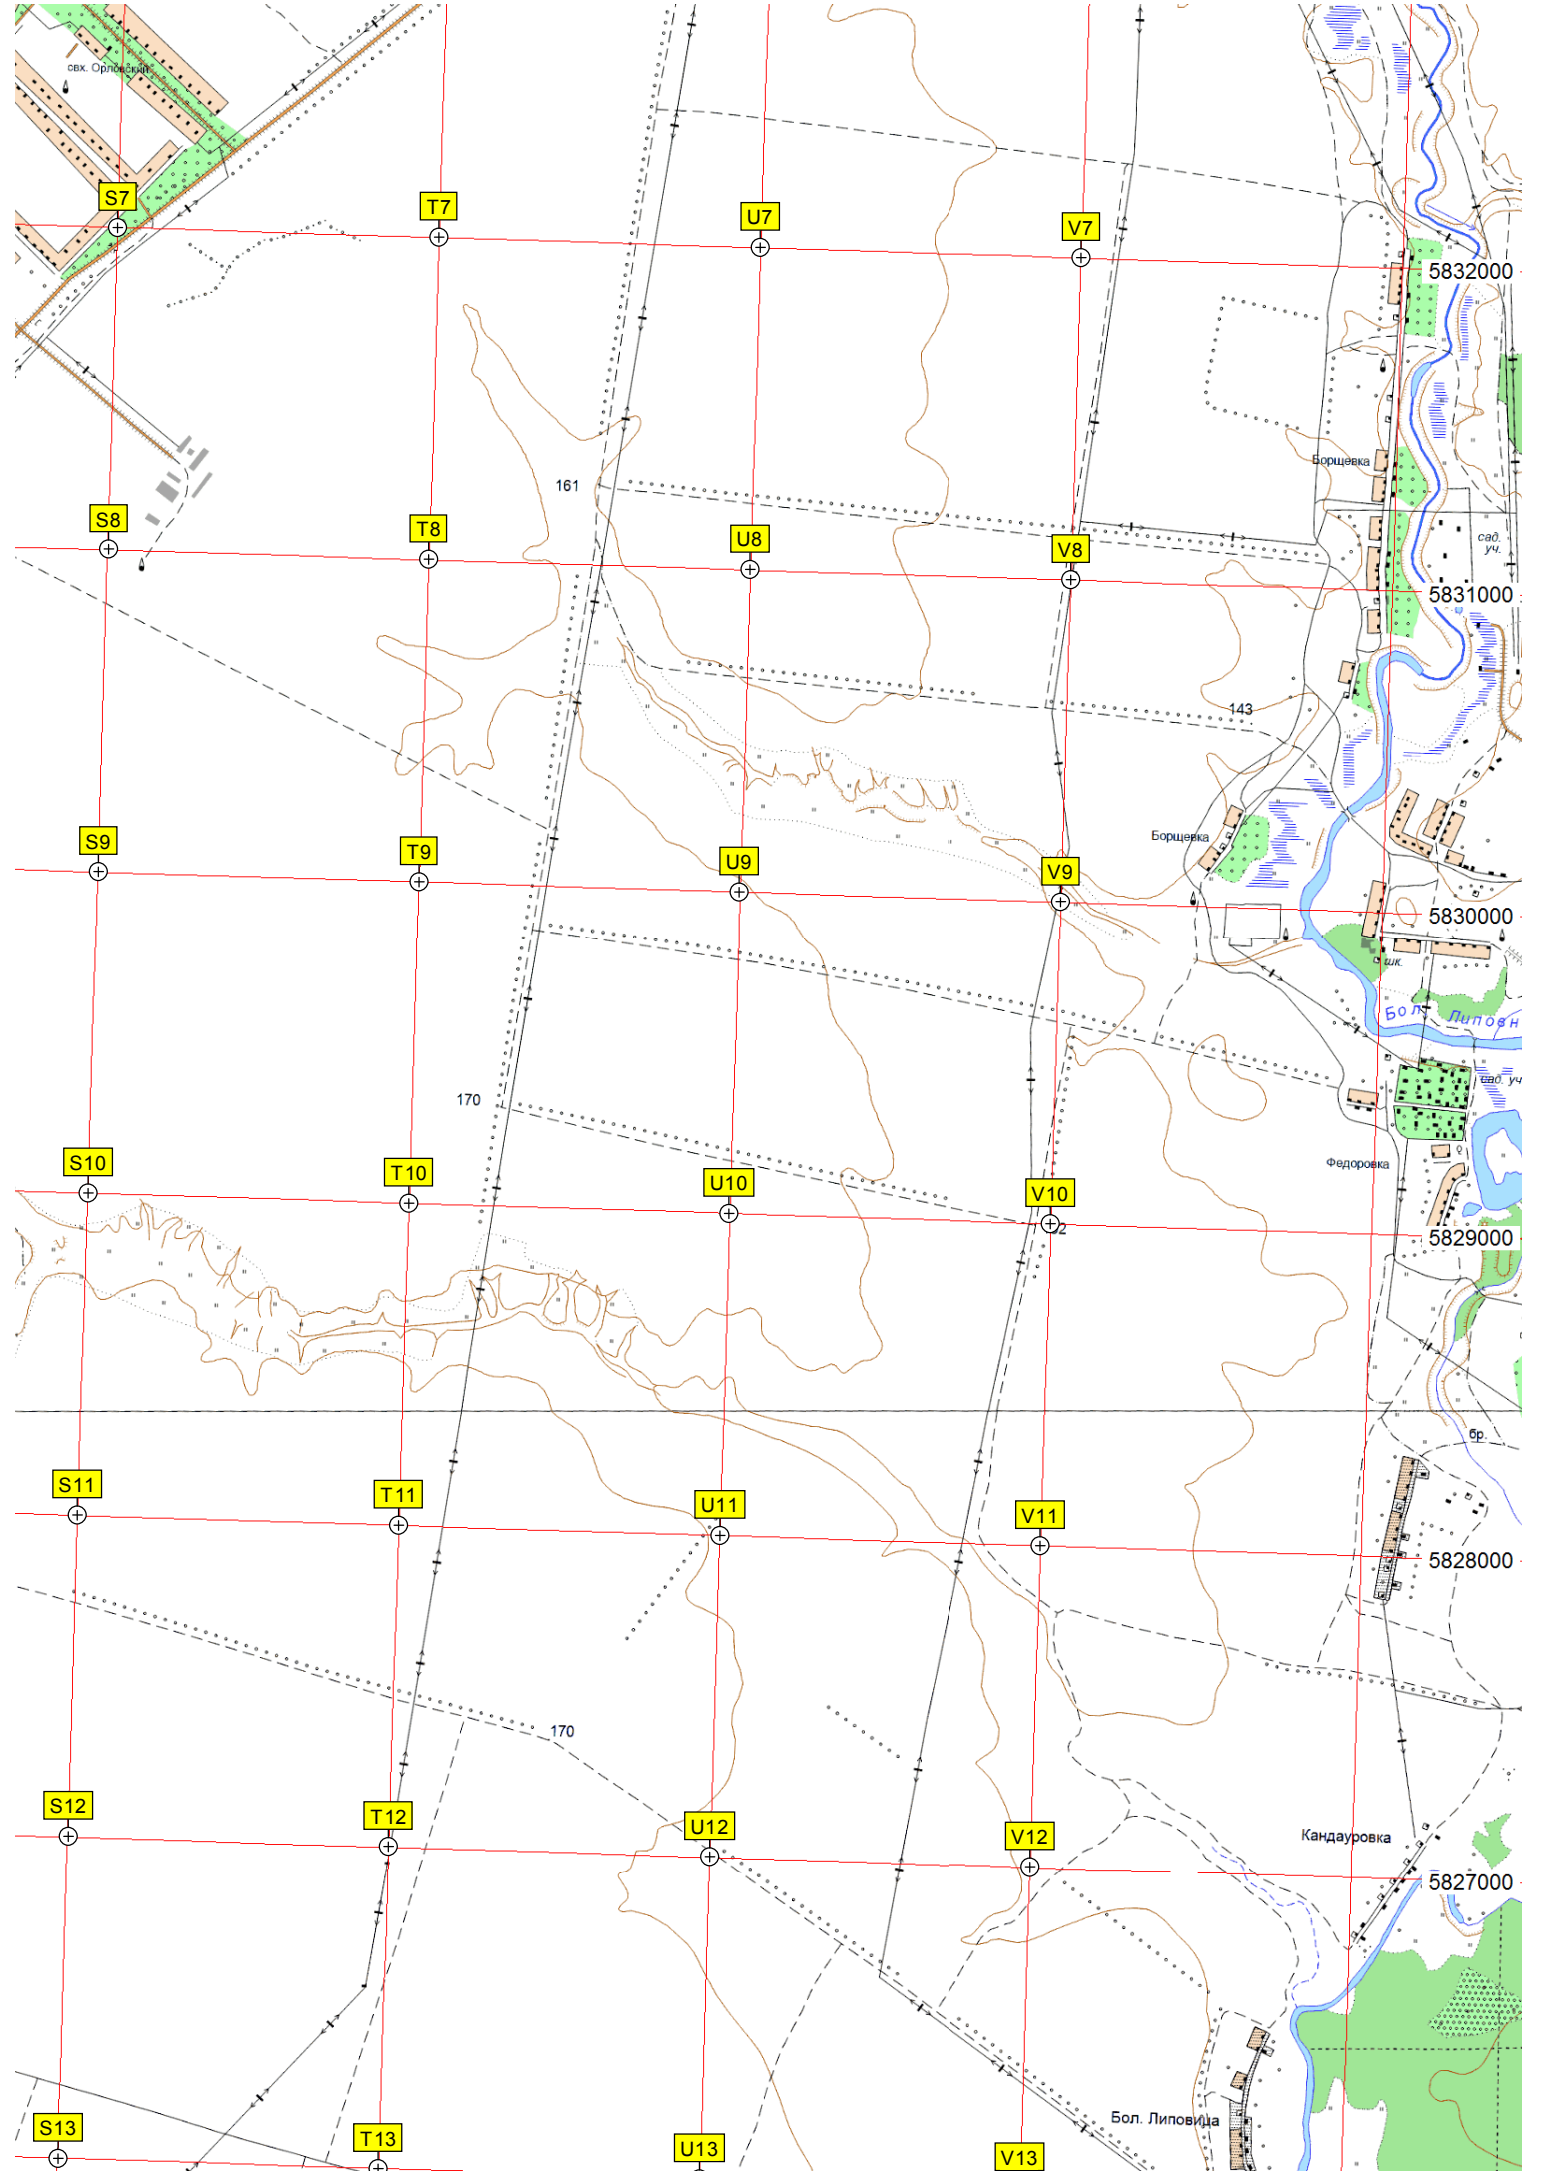 свх. Орловский
S7
T7
U7
V7
5832000
Борщевка
161
S8
T8
U8
V8
сад.
уч.
5831000
143
Борщевка
S9
T9
U9
V9
5830000
шк.
Бол. Липовн
сад. уч
170
Федоровка
S10
T10
U10
V10
5829000
бр.
S11
T11
U11
V11
5828000
170
S12
T12
U12
V12
Кандауровка
5827000
Бол. Липовица
S13
T13
U13
V13